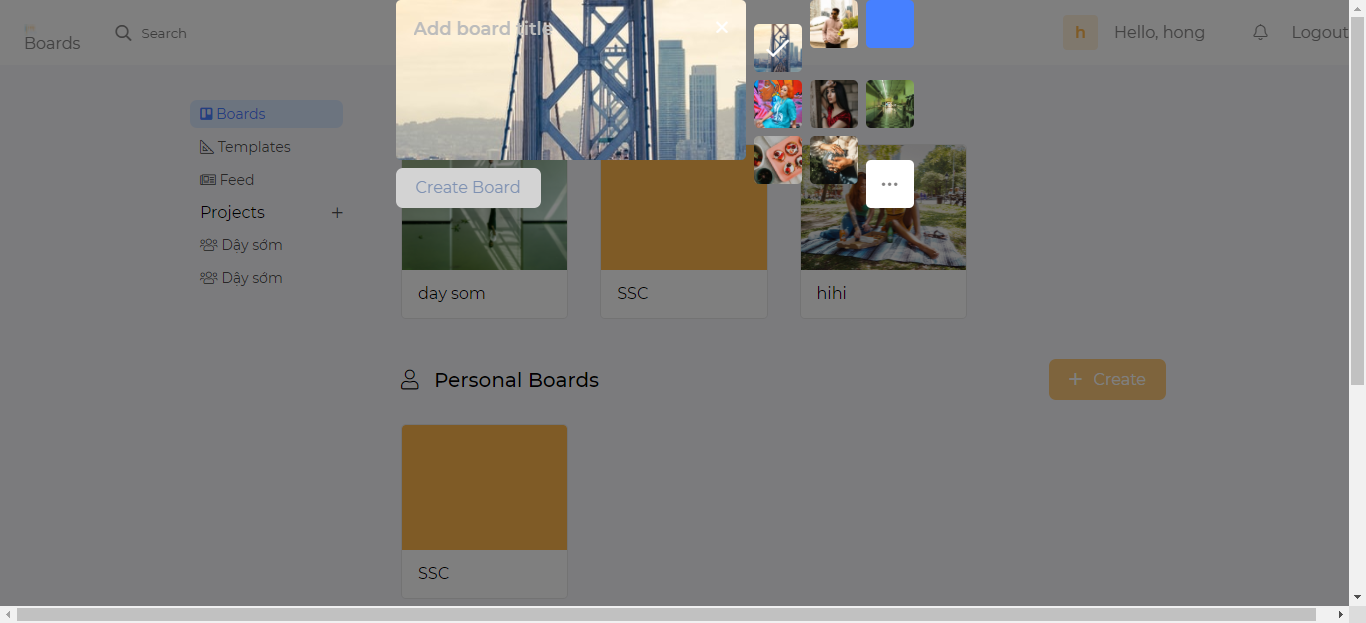 Boards
Search
Add board title
h
Hello, hong
Logout
Boards
Templates
Feed
Projects
+
Dậy sớm
Dậy sớm
Create Board
...
day som
SSC
hihi
Personal Boards
+ Create
SSC